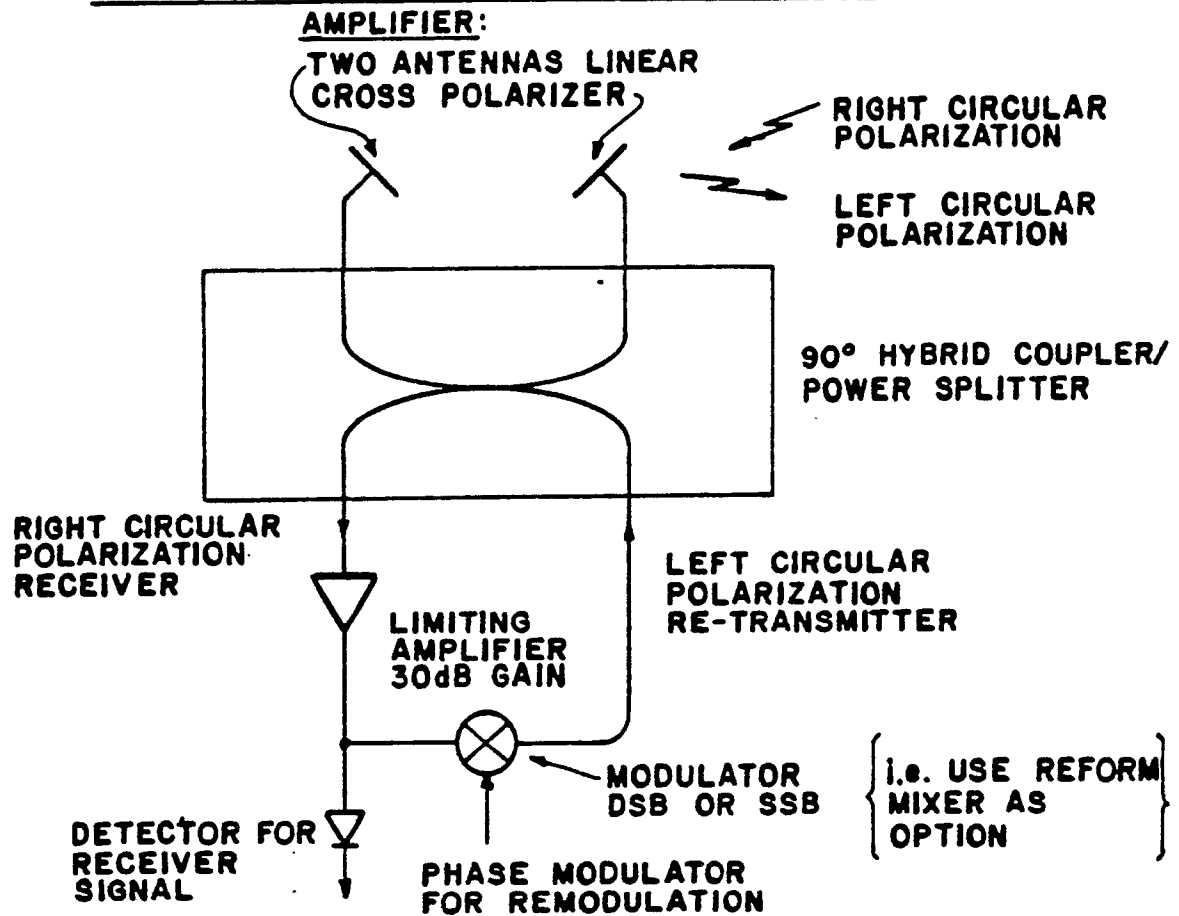 AMPLIFIER:
TWO ANTENNAS LINEAR
CROSS POLARIZER
RIGHT CIRCULAR
POLARIZATION
LEFT CIRCULAR
POLARIZATION
90° HYBRID COUPLER/
POWER SPLITTER
RIGHT CIRCULAR
POLARIZATION
RECEIVER
LEFT CIRCULAR
POLARIZATION
RE-TRANSMITTER
LIMITING
AMPLIFIER
30dB GAIN
MODULATOR
DSB OR SSB
i.e. USE REFORM
MIXER AS
OPTION
DETECTOR FOR
RECEIVER
SIGNAL
PHASE MODULATOR
FOR REMODULATION